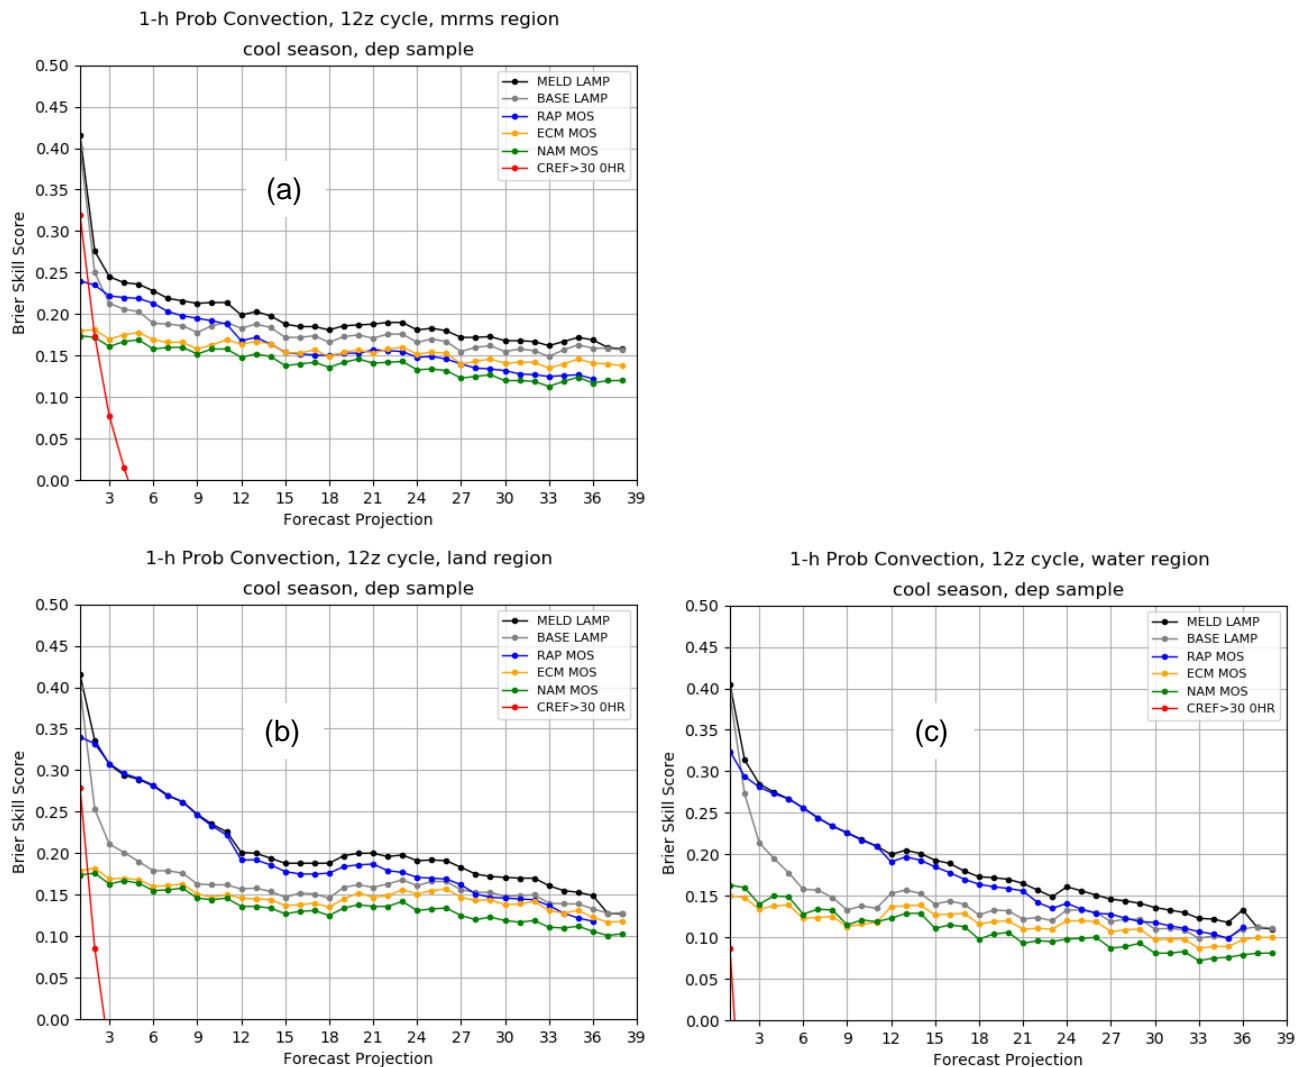 1-h Prob Convection, 12z cycle, mrms region
cool season, dep sample
0.50
0.45
0.40
0.35
0.30
0.25
0.20
0.15
0.10
0.05
0.00
Brier Skill Score
MELD LAMP
BASE LAMP
RAP MOS
ECM MOS
NAM MOS
CREF>30 0HR
(a)
3 6 9 12 15 18 21 24 27 30 33 36 39
Forecast Projection
1-h Prob Convection, 12z cycle, land region
cool season, dep sample
0.50
0.45
0.40
0.35
0.30
0.25
0.20
0.15
0.10
0.05
0.00
Brier Skill Score
MELD LAMP
BASE LAMP
RAP MOS
ECM MOS
NAM MOS
CREF>30 0HR
(b)
3 6 9 12 15 18 21 24 27 30 33 36 39
Forecast Projection
1-h Prob Convection, 12z cycle, water region
cool season, dep sample
0.50
0.45
0.40
0.35
0.30
0.25
0.20
0.15
0.10
0.05
0.00
Brier Skill Score
MELD LAMP
BASE LAMP
RAP MOS
ECM MOS
NAM MOS
CREF>30 0HR
(c)
3 6 9 12 15 18 21 24 27 30 33 36 39
Forecast Projection